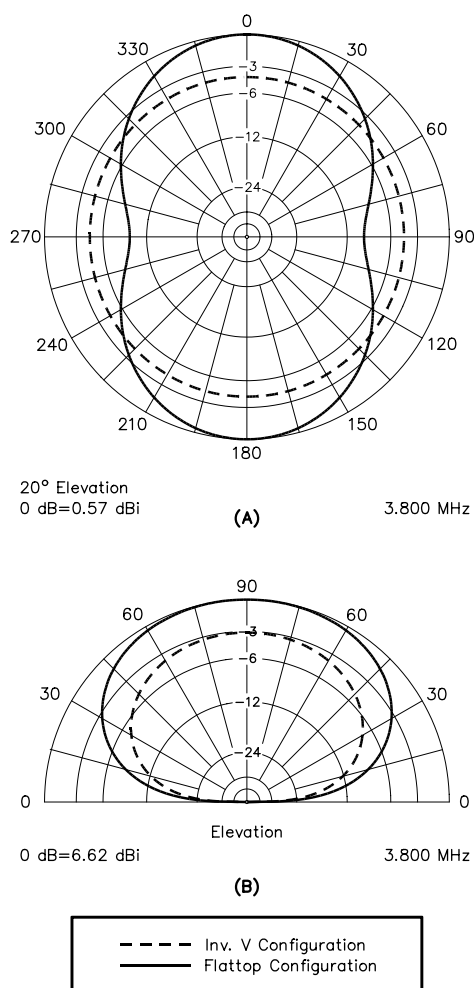 0
330 30
-3
-6
300 60
-12
-24
270 90
240 120
210 150
180
20° Elevation
0 dB=0.57 dBi (A) 3.800 MHz
90
60 60
-3
-6
30 30
-12
-24
0 0
Elevation
0 dB=6.62 dBi 3.800 MHz
(B)
Inv. V Configuration
Flattop Configuration